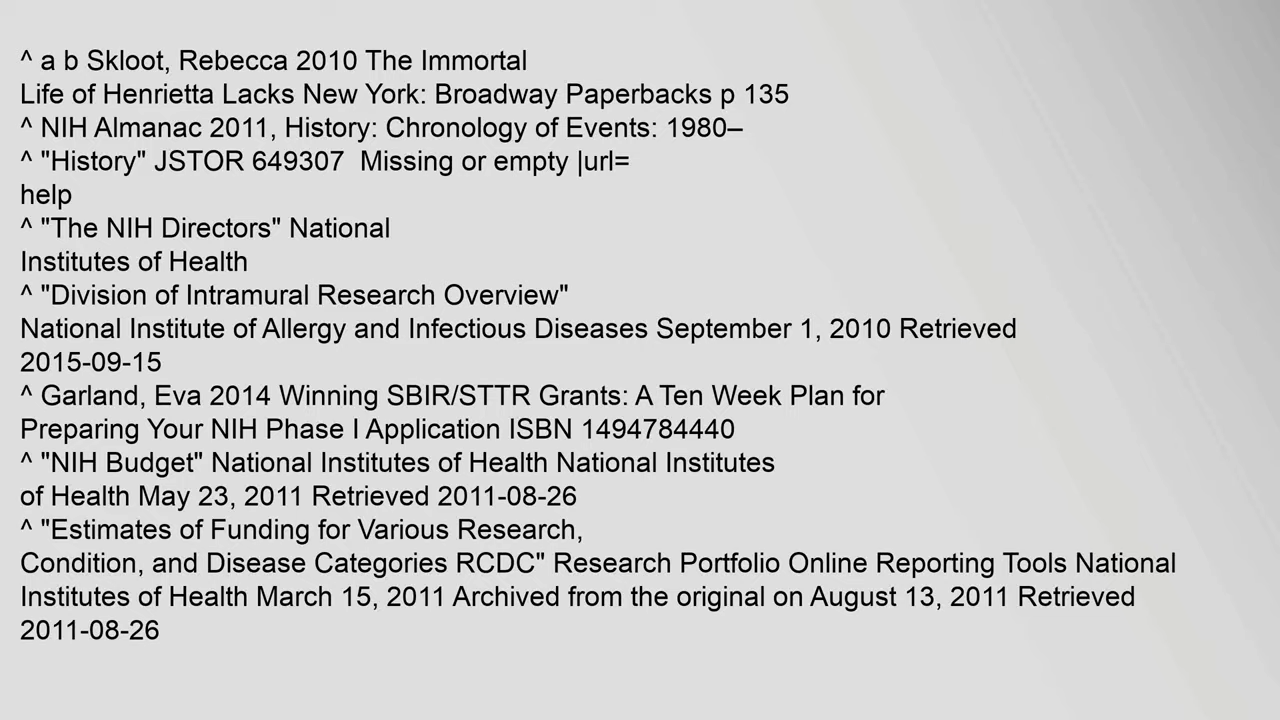 ^ a b Skloot, Rebecca 2010 The Immortal
Life of Henrietta Lacks New York: Broadway Paperbacks p 135
^ NIH Almanac 2011, History: Chronology of Events: 1980–
^ "History" JSTOR 649307  Missing or empty |url=
help
^ "The NIH Directors" National
Institutes of Health
^ "Division of Intramural Research Overview"
National Institute of Allergy and Infectious Diseases September 1, 2010 Retrieved
2015-09-15
^ Garland, Eva 2014 Winning SBIR/STTR Grants: A Ten Week Plan for
Preparing Your NIH Phase I Application ISBN 1494784440
^ "NIH Budget" National Institutes of Health National Institutes
of Health May 23, 2011 Retrieved 2011-08-26
^ "Estimates of Funding for Various Research,
Condition, and Disease Categories RCDC" Research Portfolio Online Reporting Tools National
Institutes of Health March 15, 2011 Archived from the original on August 13, 2011 Retrieved
2011-08-26